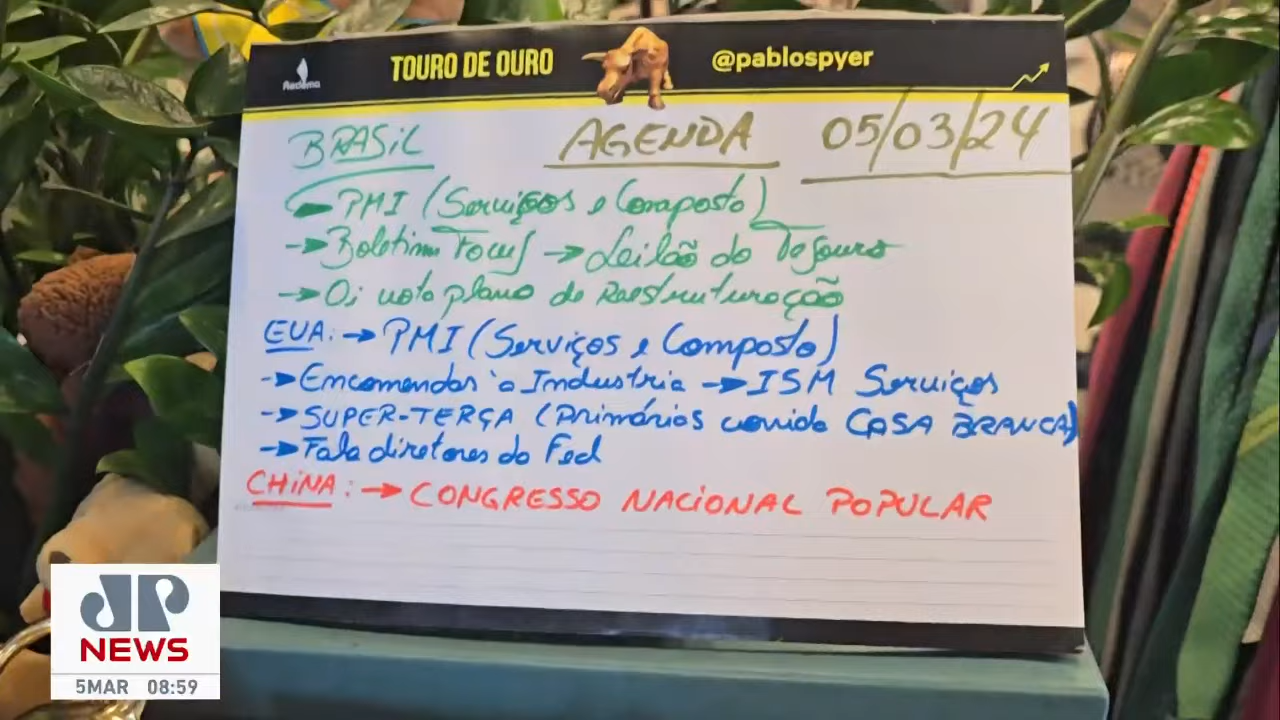 TOURO DE OURO @pablospyer
BRASIL AGENDA 05/03/24
PMI (Serviços e Composto)
→ Boletim Focus → Leilão do Tesouro
→ Oi vota plano de Reestruturação
EUA: → PMI (Serviços e Composto)
→ Encomendas à Industria → ISM Serviços
→ SUPER-TERÇA (Primárias corrida CASA BRANCA)
→ Fala diretores do Fed
CHINA: → CONGRESSO NACIONAL POPULAR
JP
NEWS
5MAR 08:59